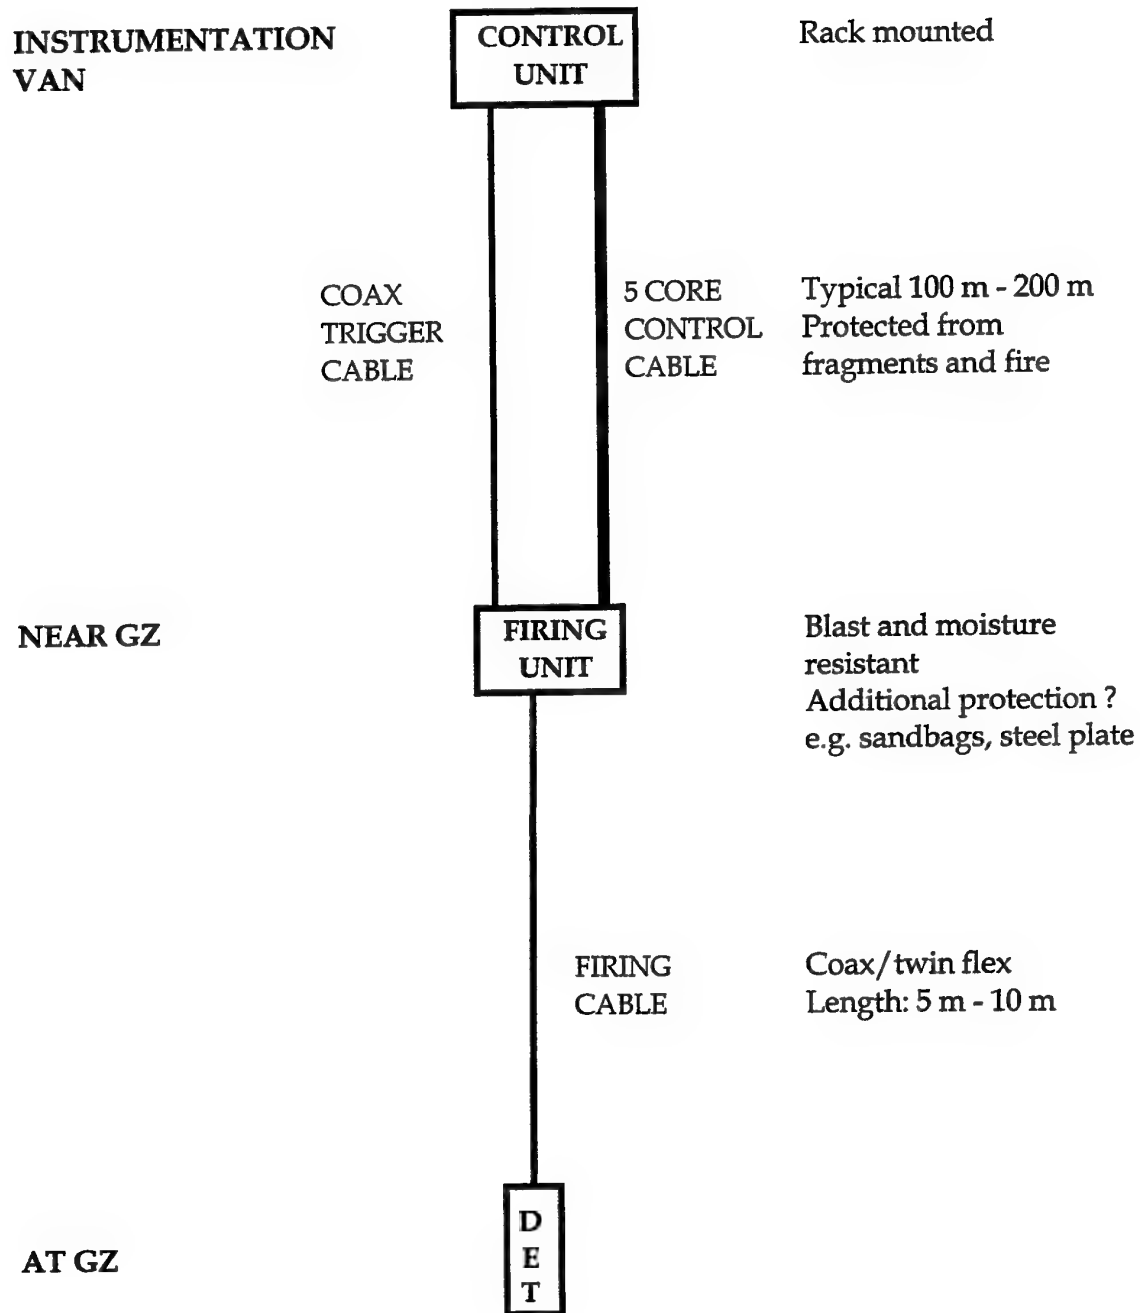 INSTRUMENTATION
VAN
CONTROL
UNIT
Rack mounted
COAX
TRIGGER
CABLE
5 CORE
CONTROL
CABLE
Typical 100 m - 200 m
Protected from
fragments and fire
NEAR GZ
FIRING
UNIT
Blast and moisture
resistant
Additional protection ?
e.g. sandbags, steel plate
FIRING
CABLE
Coax/twin flex
Length: 5 m - 10 m
AT GZ
D
E
T